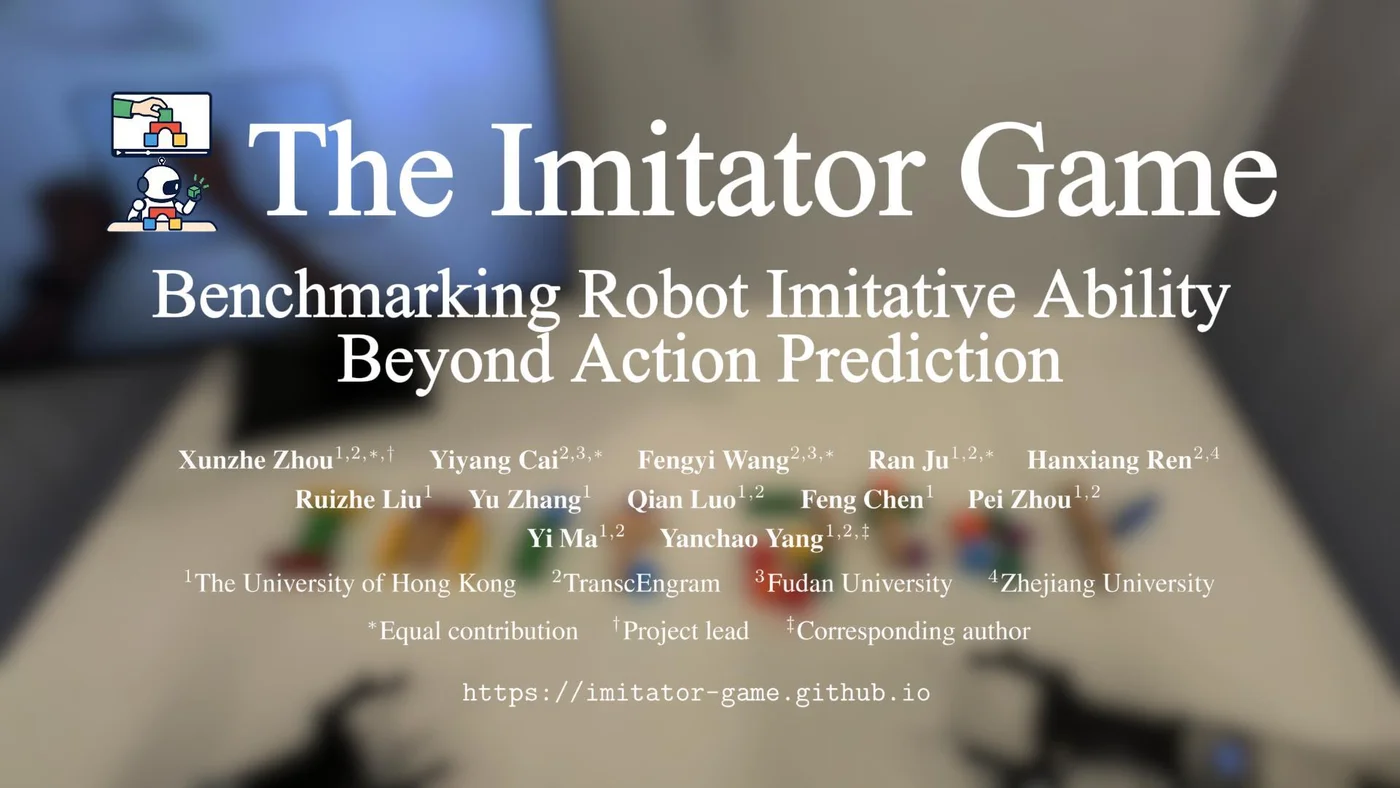 The Imitator Game
Benchmarking Robot Imitative Ability
Beyond Action Prediction
Xunzhe Zhou1,2,*,† Yiyang Cai2,3,* Fengyi Wang2,3,* Ran Ju1,2,* Hanxiang Ren2,4
Ruizhe Liu1 Yu Zhang1 Qian Luo1,2 Feng Chen1 Pei Zhou1,2
Yi Ma1,2 Yanchao Yang1,2,‡
1The University of Hong Kong 2TranscEngram 3Fudan University 4Zhejiang University
*Equal contribution †Project lead ‡Corresponding author
https://imitator-game.github.io